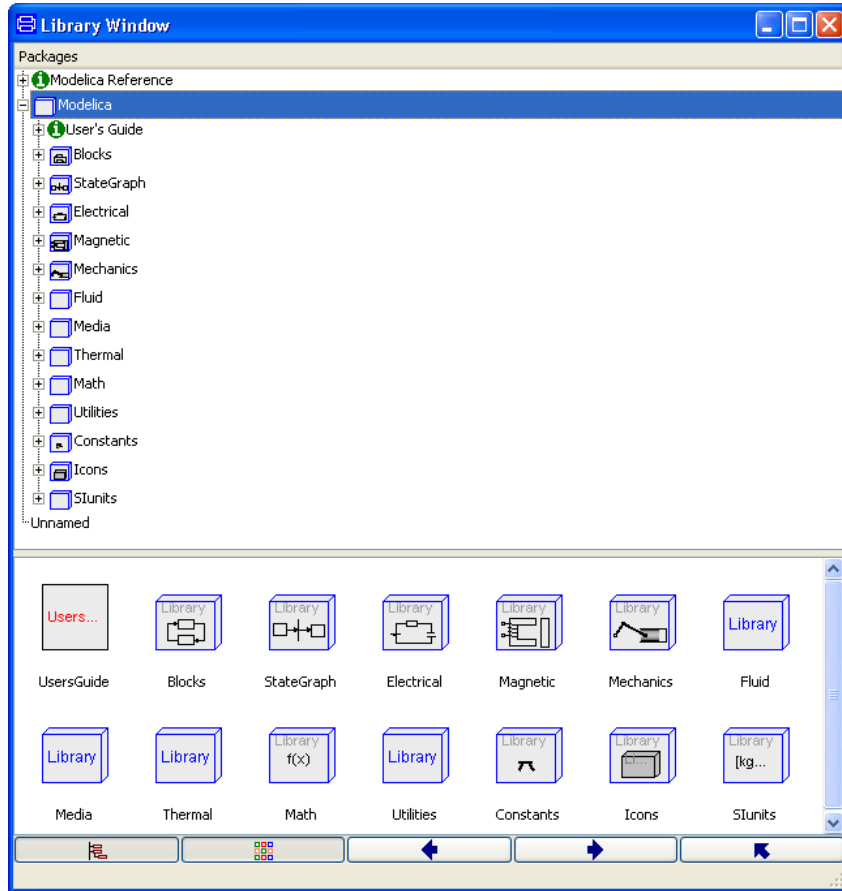 Library Window
Packages
Modelica Reference
Modelica
User's Guide
Blocks
StateGraph
Electrical
Magnetic
Mechanics
Fluid
Media
Thermal
Math
Utilities
Constants
Icons
SIunits
Unnamed
Users... Library Library Library Library Library Library
UsersGuide Blocks StateGraph Electrical Magnetic Mechanics Fluid
Library Library Library f(x) Library Library Library Library [kg...
Media Thermal Math Utilities Constants Icons SIunits